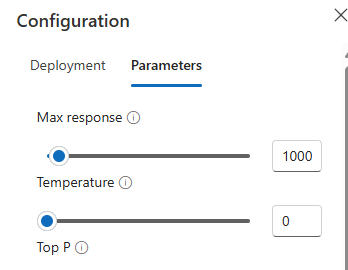 Configuration
Deployment Parameters
Max response
1000
Temperature
0
Top P